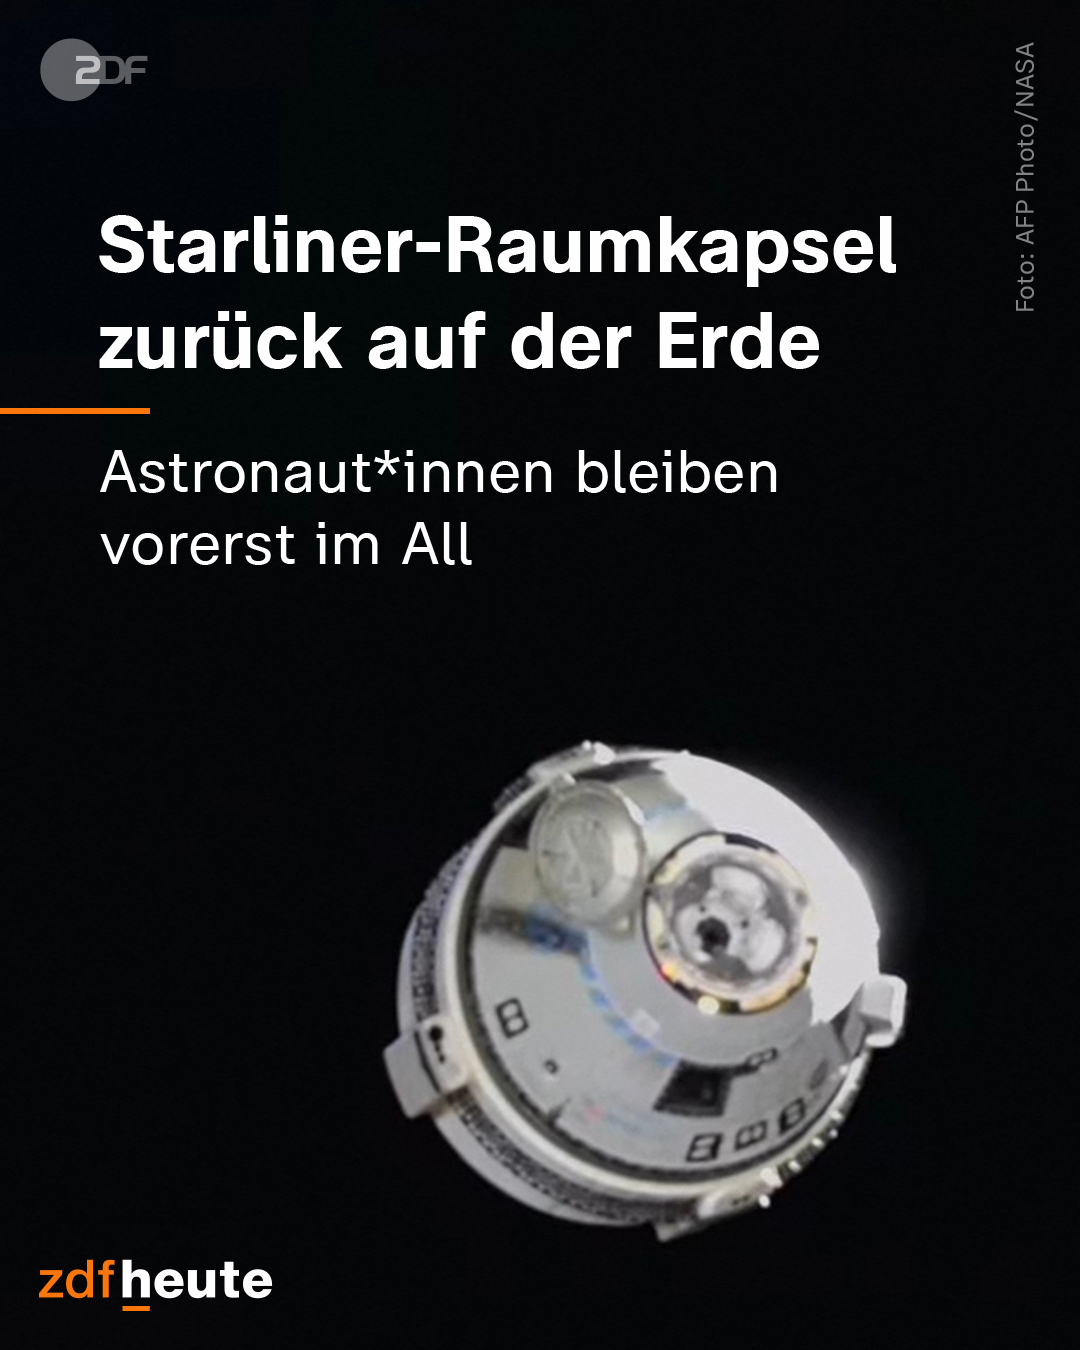 ZDF
Foto: AFP Photo/NASA
Starliner-Raumkapsel
zurück auf der Erde
Astronaut*innen bleiben
vorerst im All
zdfheute